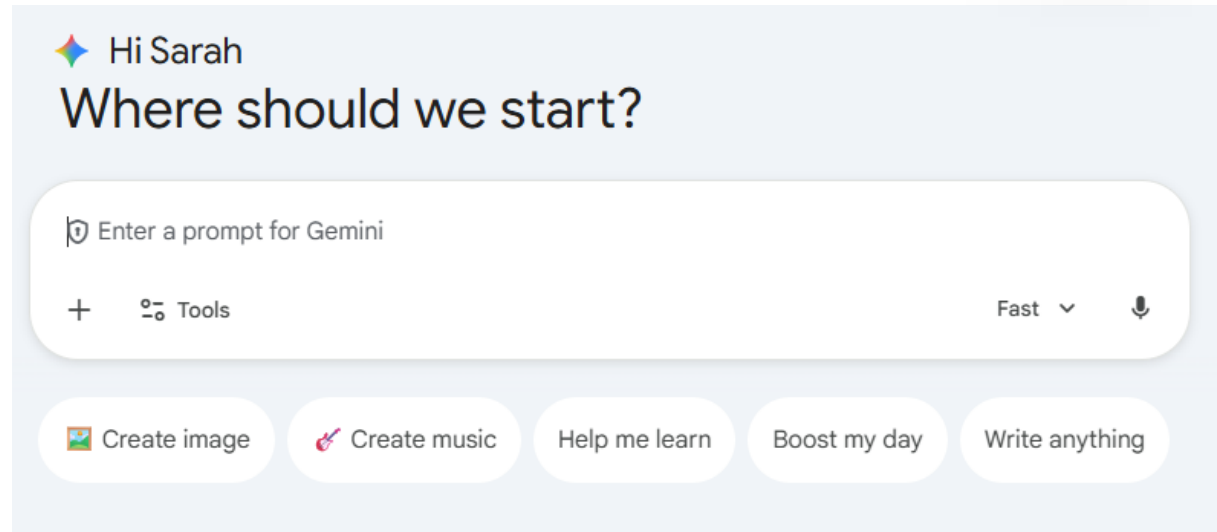 Hi Sarah
Where should we start?
Enter a prompt for Gemini
Tools
Fast
Create image
Create music
Help me learn
Boost my day
Write anything